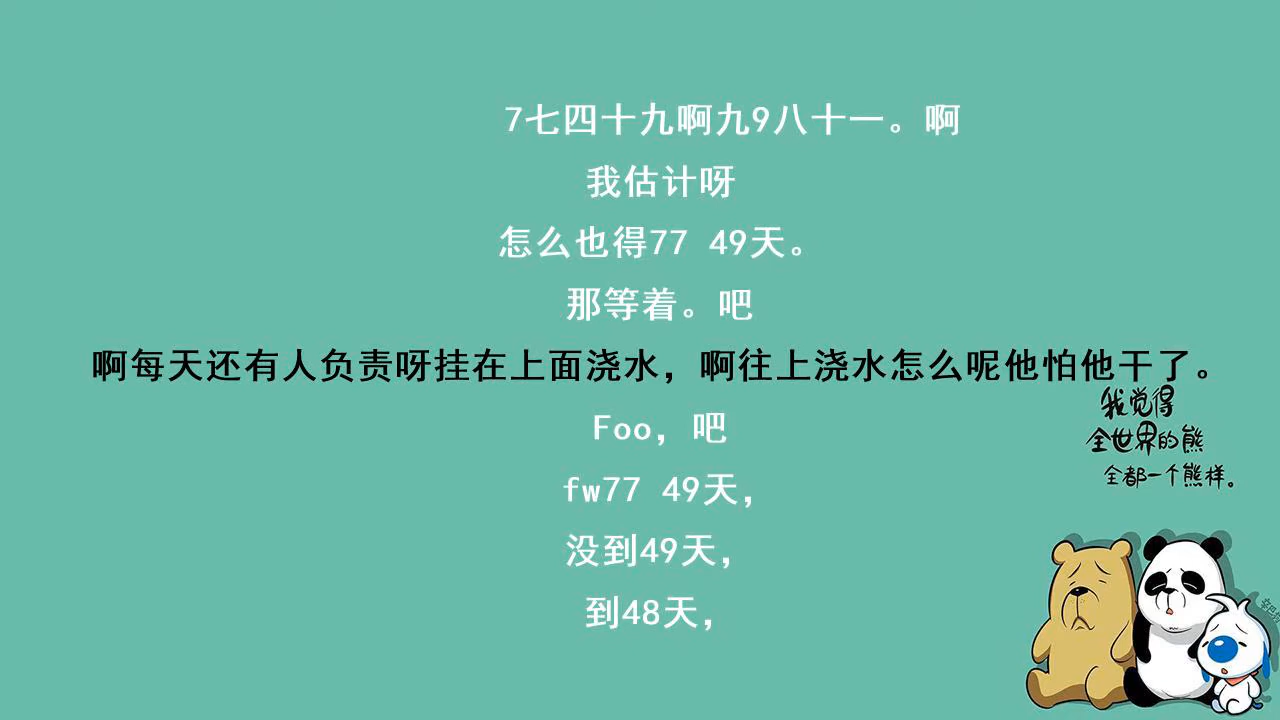 7七四十九啊九9八十一。啊
我估计呀
怎么也得77 49天。
那等着。吧
啊每天还有人负责呀挂在上面浇水，啊往上浇水怎么呢他怕他干了。
Foo，吧
fw77 49天，
没到49天，
到48天，
我觉得
全世界的熊
全都一个熊样。